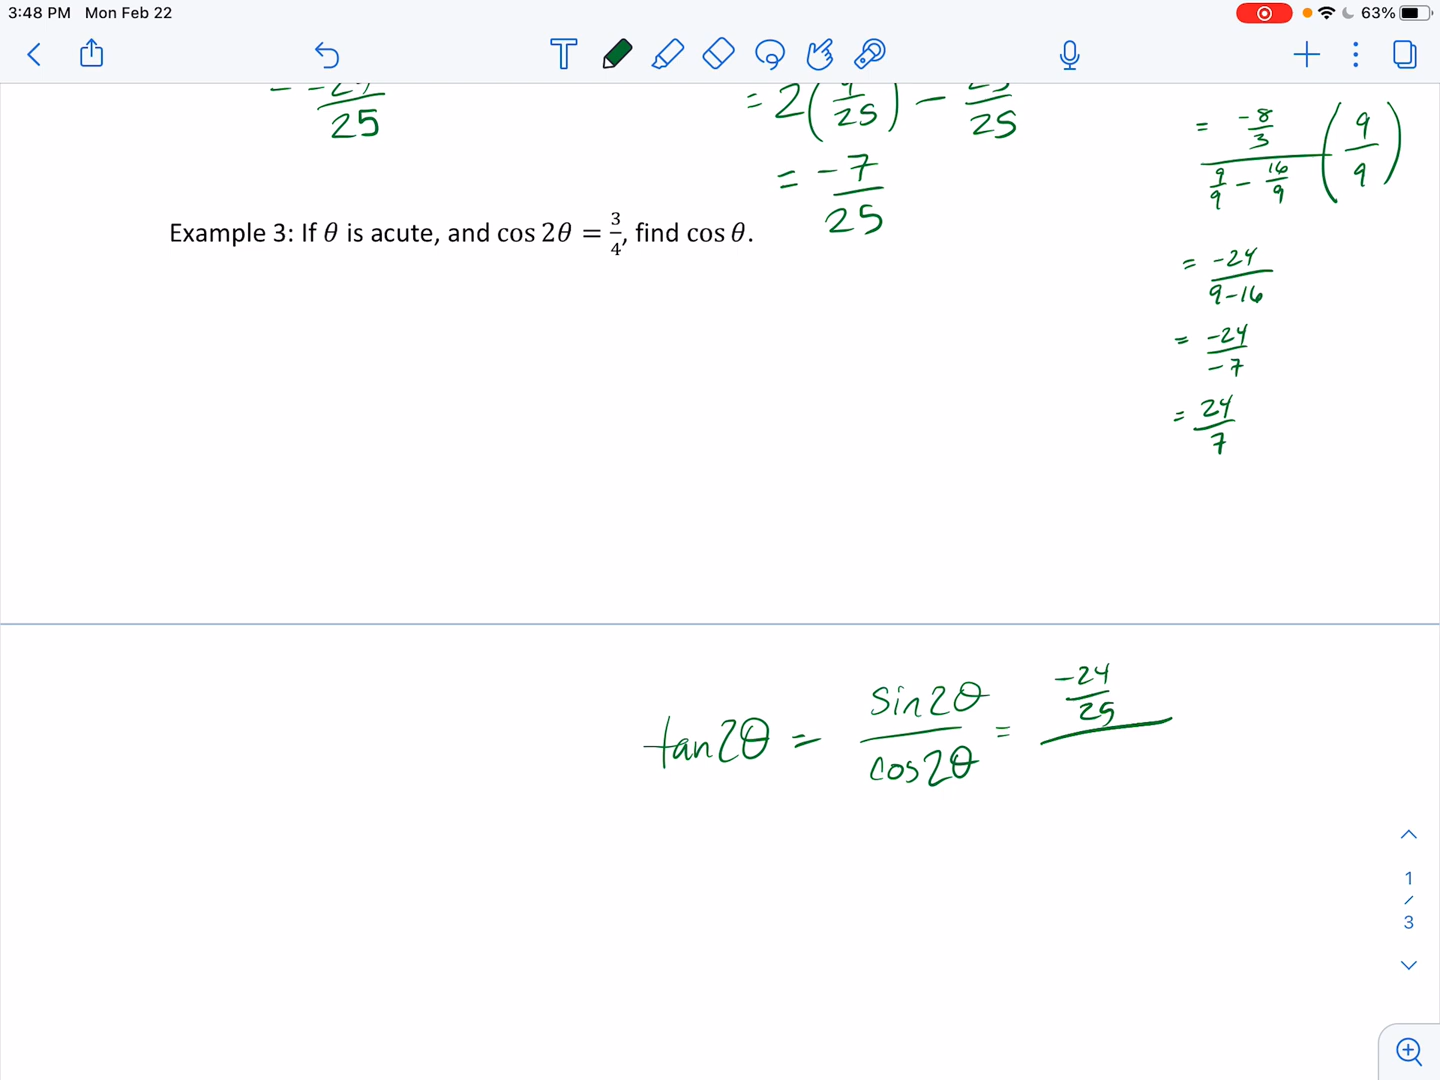 3:48 PM Mon Feb 22
63%
T
25
= 2( /25) − /25
= −7/25
= (−8/3)/(9/9 − 16/9) (9/9)
Example 3: If θ is acute, and cos 2θ = 3/4, find cos θ.
= −24/(9−16)
= −24/−7
= 24/7
tan2θ = sin2θ/cos2θ = −24/25
1
/
3